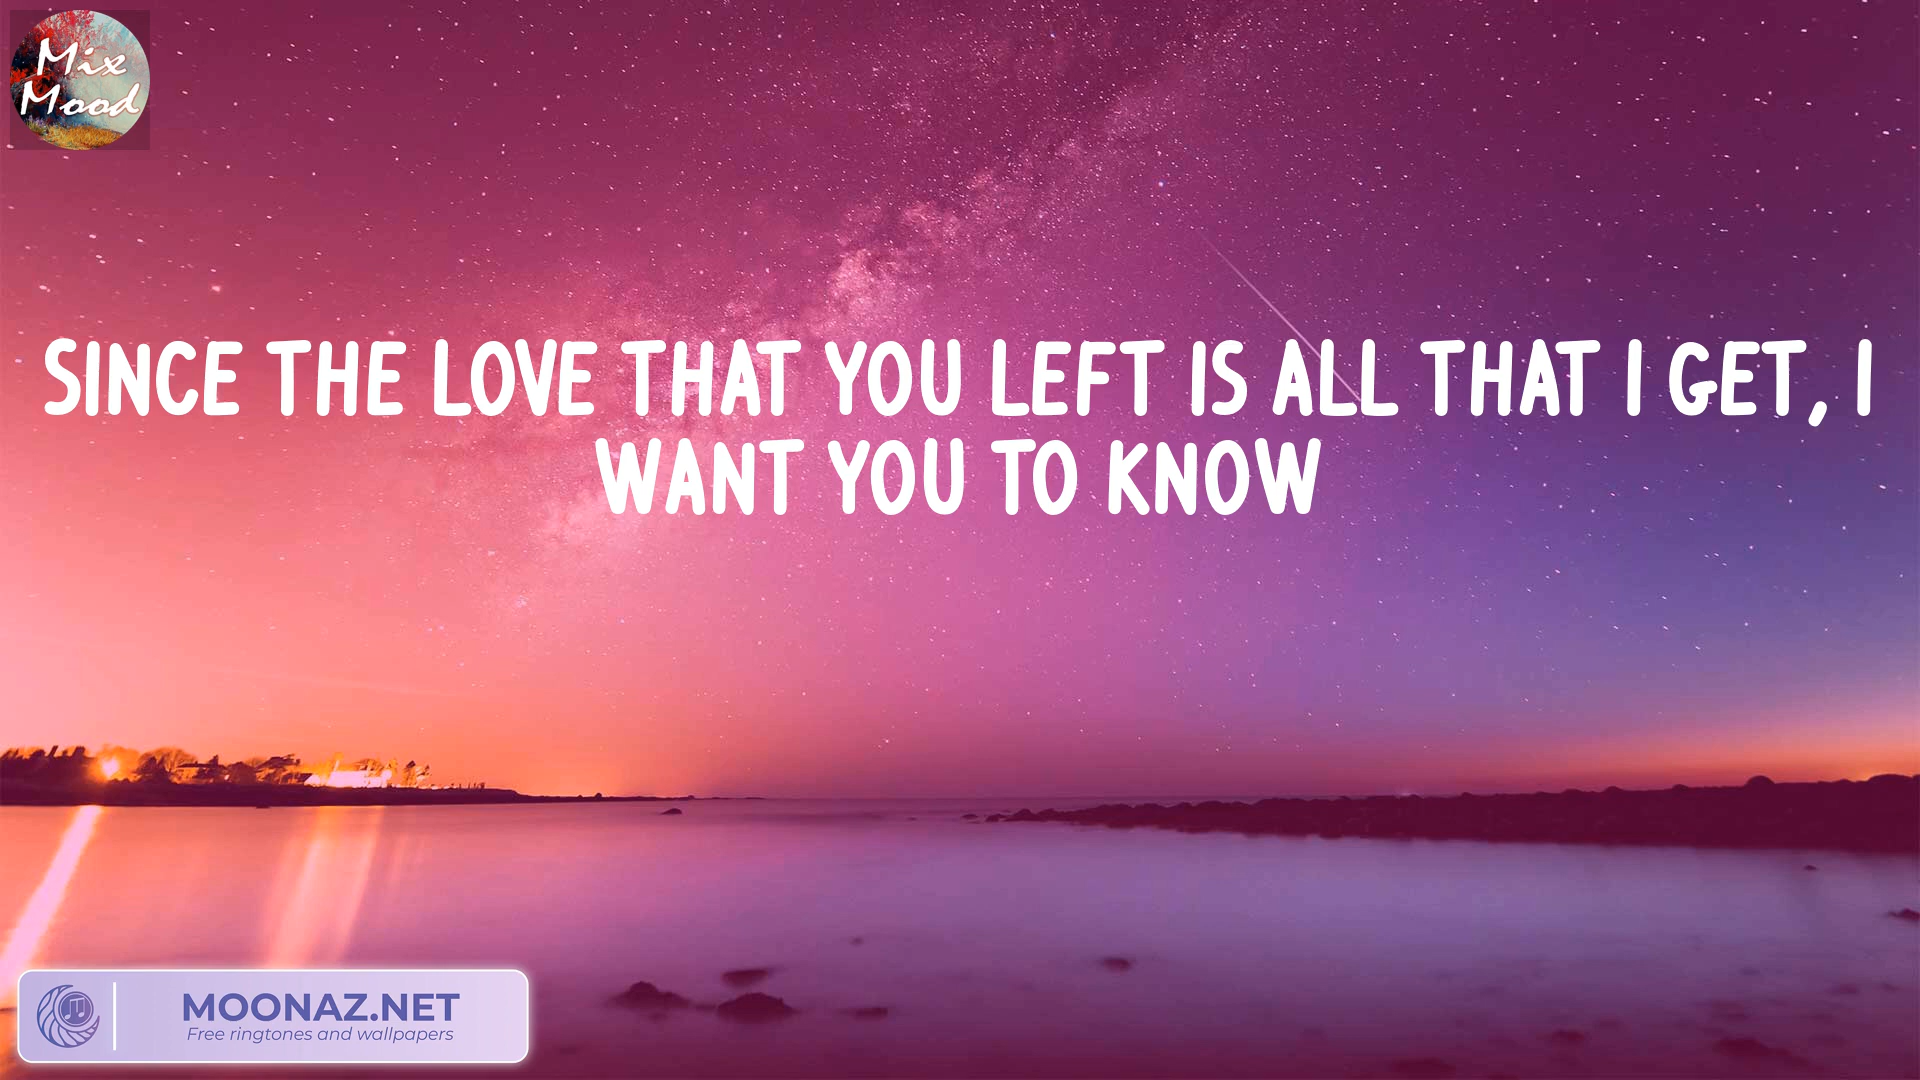 Mix
Mood
SINCE THE LOVE THAT YOU LEFT IS ALL THAT I GET, I
WANT YOU TO KNOW
MOONAZ.NET
Free ringtones and wallpapers